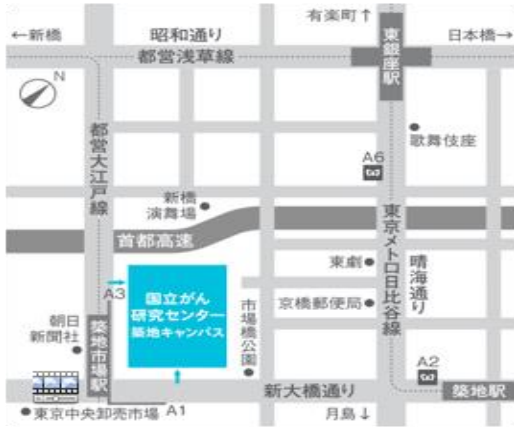 有楽町↑
←新橋
昭和通り
日本橋→
都営浅草線
東銀座駅
N
都営大江戸線
歌舞伎座
A6
新橋
演舞場
首都高速
東京メトロ日比谷線
晴海通り
東劇
A3
国立がん
研究センター
築地キャンパス
京橋郵便局
市場橋公園
朝日
新聞社
築地市場駅
A2
新大橋通り
築地駅
東京中央卸売市場
A1
月島↓